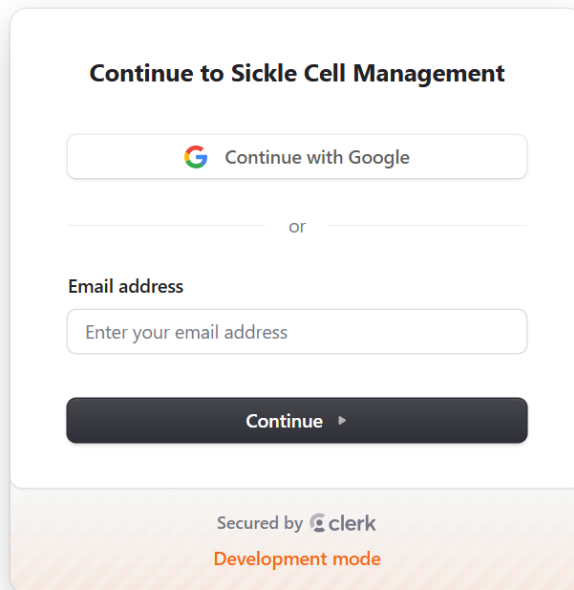 Continue to Sickle Cell Management
Continue with Google
or
Email address
Enter your email address
Continue
Secured by clerk
Development mode